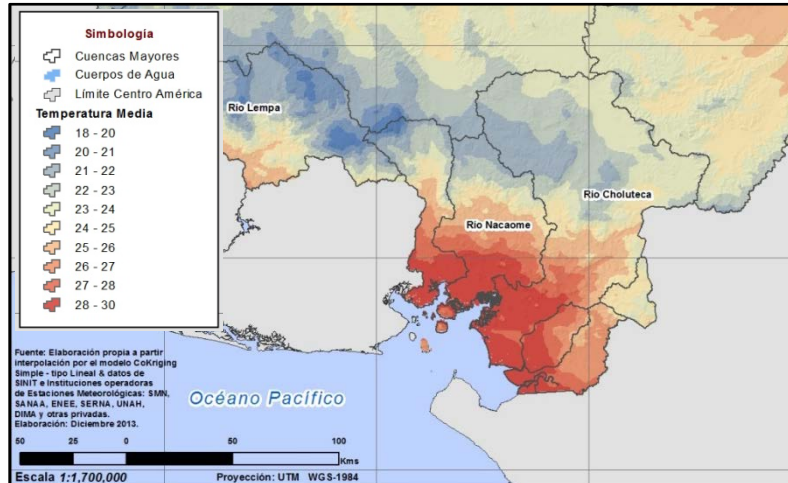 Simbología
Cuencas Mayores
Cuerpos de Agua
Límite Centro América
Temperatura Media
18 - 20
20 - 21
21 - 22
22 - 23
23 - 24
24 - 25
25 - 26
26 - 27
27 - 28
28 - 30
Río Lempa
Río Choluteca
Río Nacaome
Fuente: Elaboración propia a partir
interpolación por el modelo CoKriging
Simple - tipo Lineal & datos de
SINIT e Instituciones operadoras
de Estaciones Meteorológicas: SMN,
SANAA, ENEE, SERNA, UNAH,
DIMA y otras privadas.
Elaboración: Diciembre 2013.
Océano Pacífico
50 25 0 50 100
Kms
Escala 1:1,700,000 Proyección: UTM WGS-1984